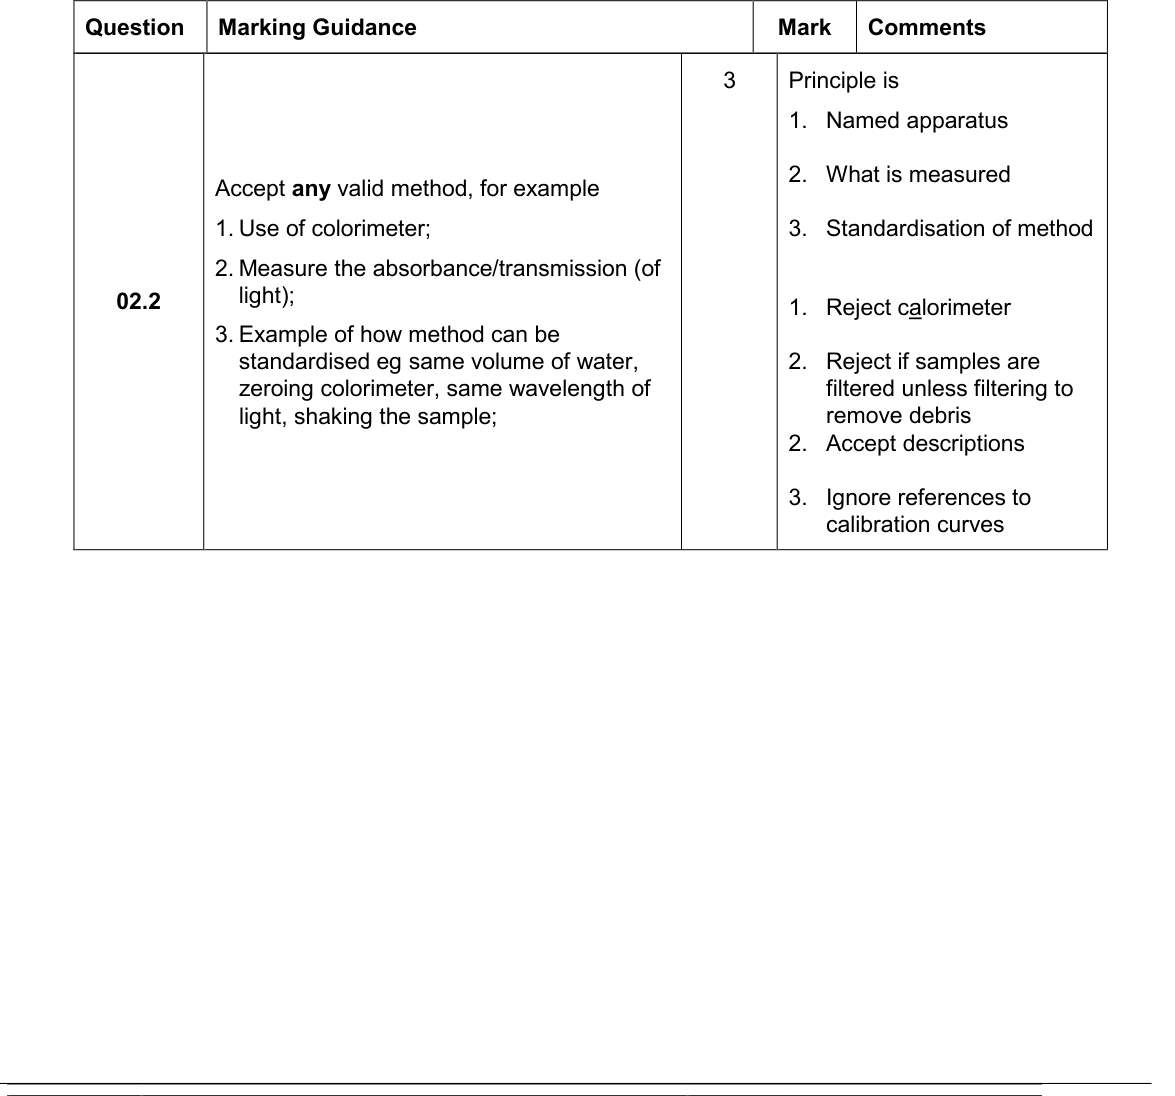 Question Marking Guidance Mark Comments
02.2
Accept any valid method, for example
1. Use of colorimeter;
2. Measure the absorbance/transmission (of
light);
3. Example of how method can be
standardised eg same volume of water,
zeroing colorimeter, same wavelength of
light, shaking the sample;
3
Principle is
1. Named apparatus
2. What is measured
3. Standardisation of method
1. Reject calorimeter
2. Reject if samples are
filtered unless filtering to
remove debris
2. Accept descriptions
3. Ignore references to
calibration curves